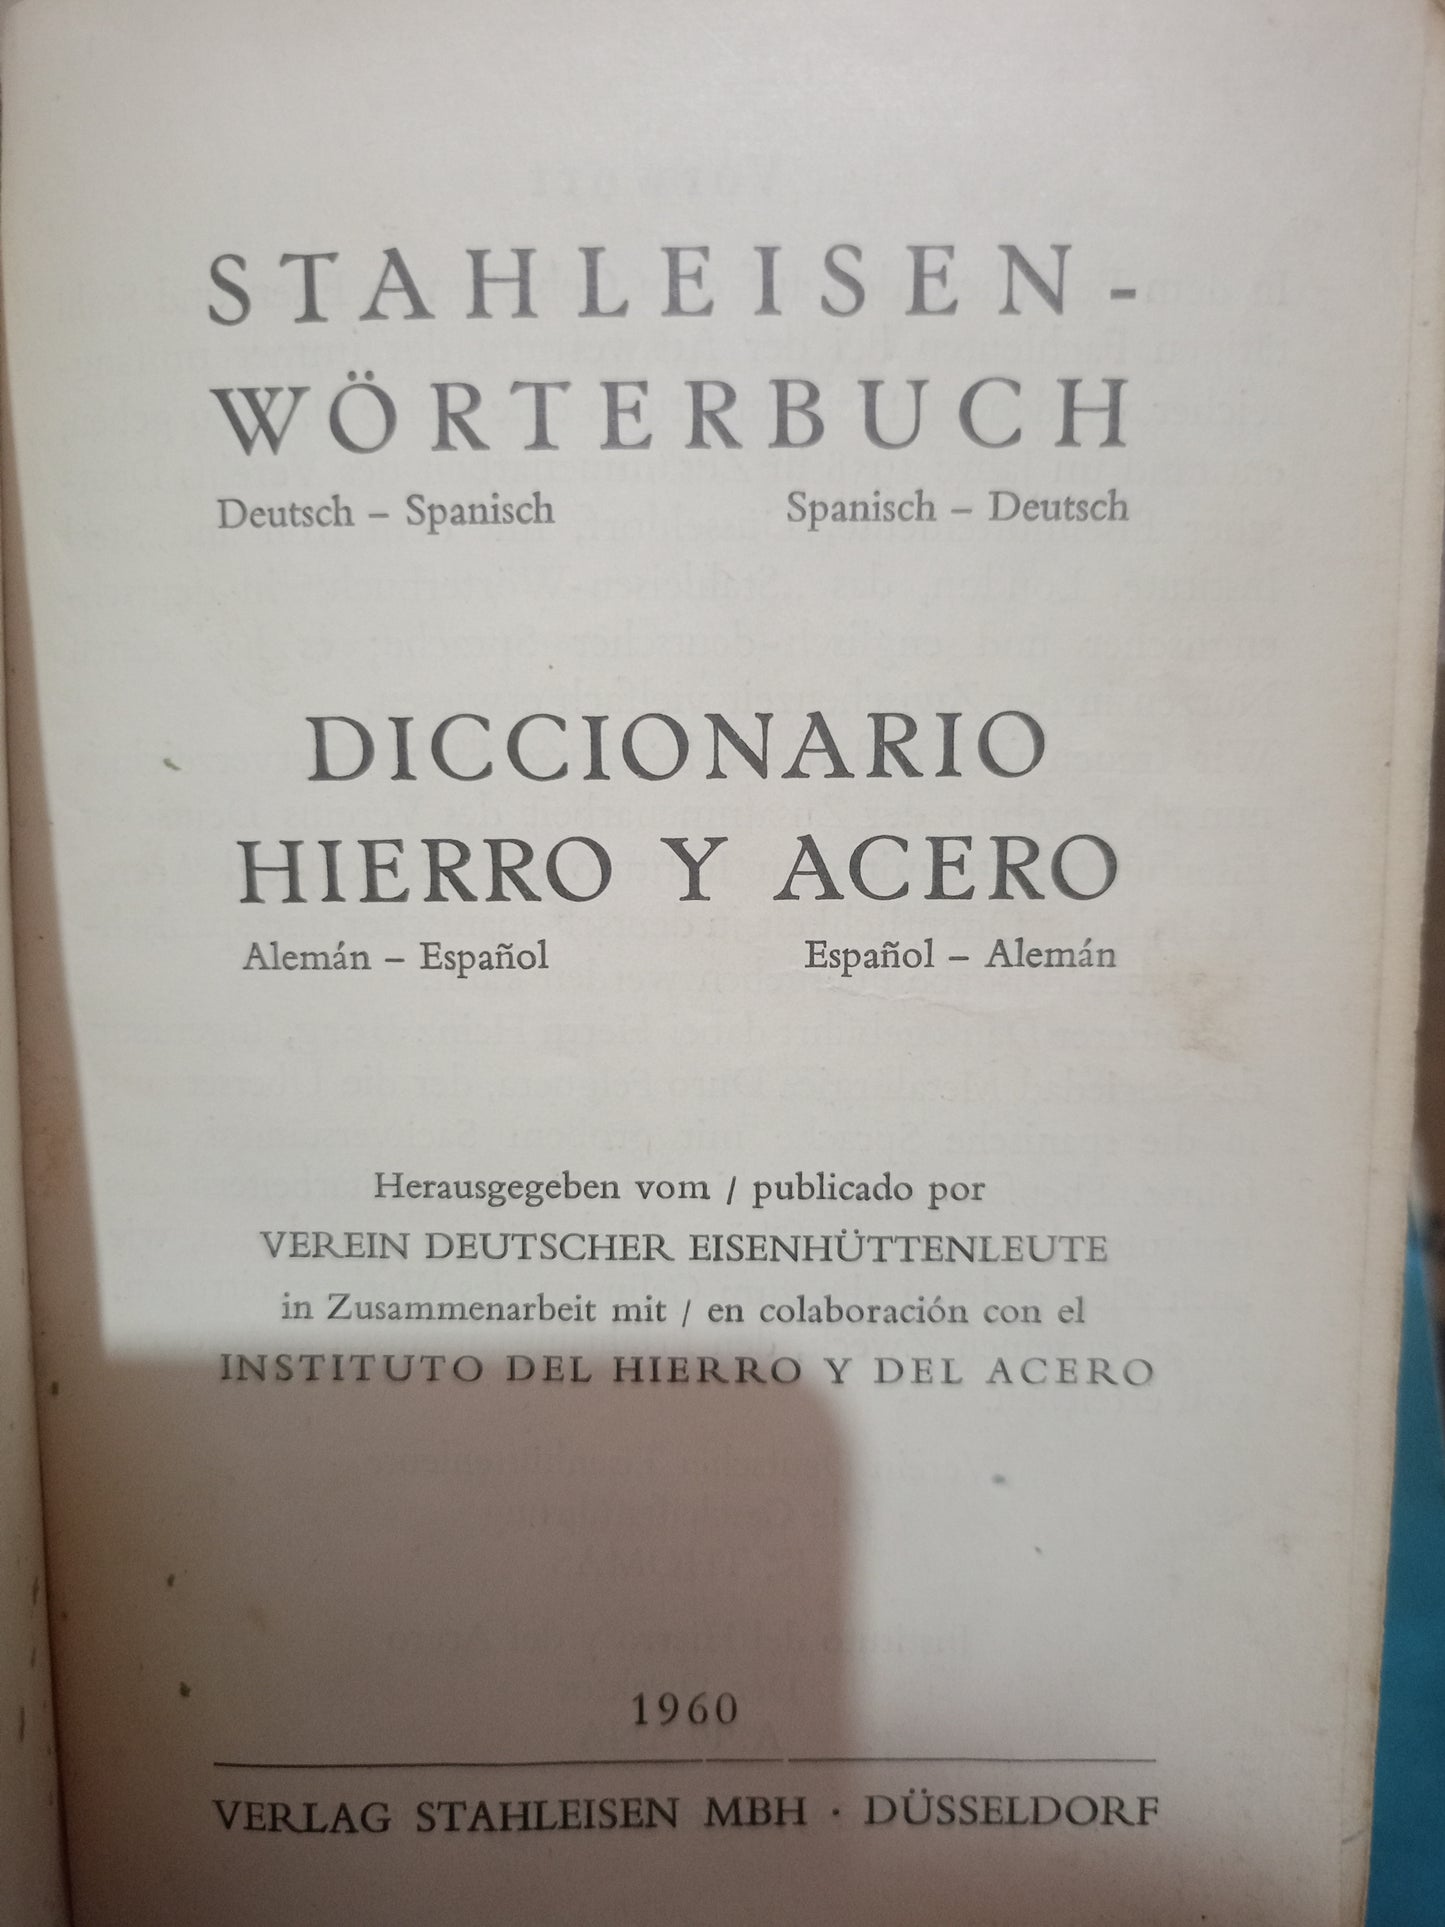 STAHLEISEN-
WÖRTERBUCH
Deutsch – Spanisch Spanisch – Deutsch
DICCIONARIO
HIERRO Y ACERO
Alemán – Español Español – Alemán
Herausgegeben vom / publicado por
VEREIN DEUTSCHER EISENHÜTTENLEUTE
in Zusammenarbeit mit / en colaboración con el
INSTITUTO DEL HIERRO Y DEL ACERO
1960
VERLAG STAHLEISEN MBH · DÜSSELDORF